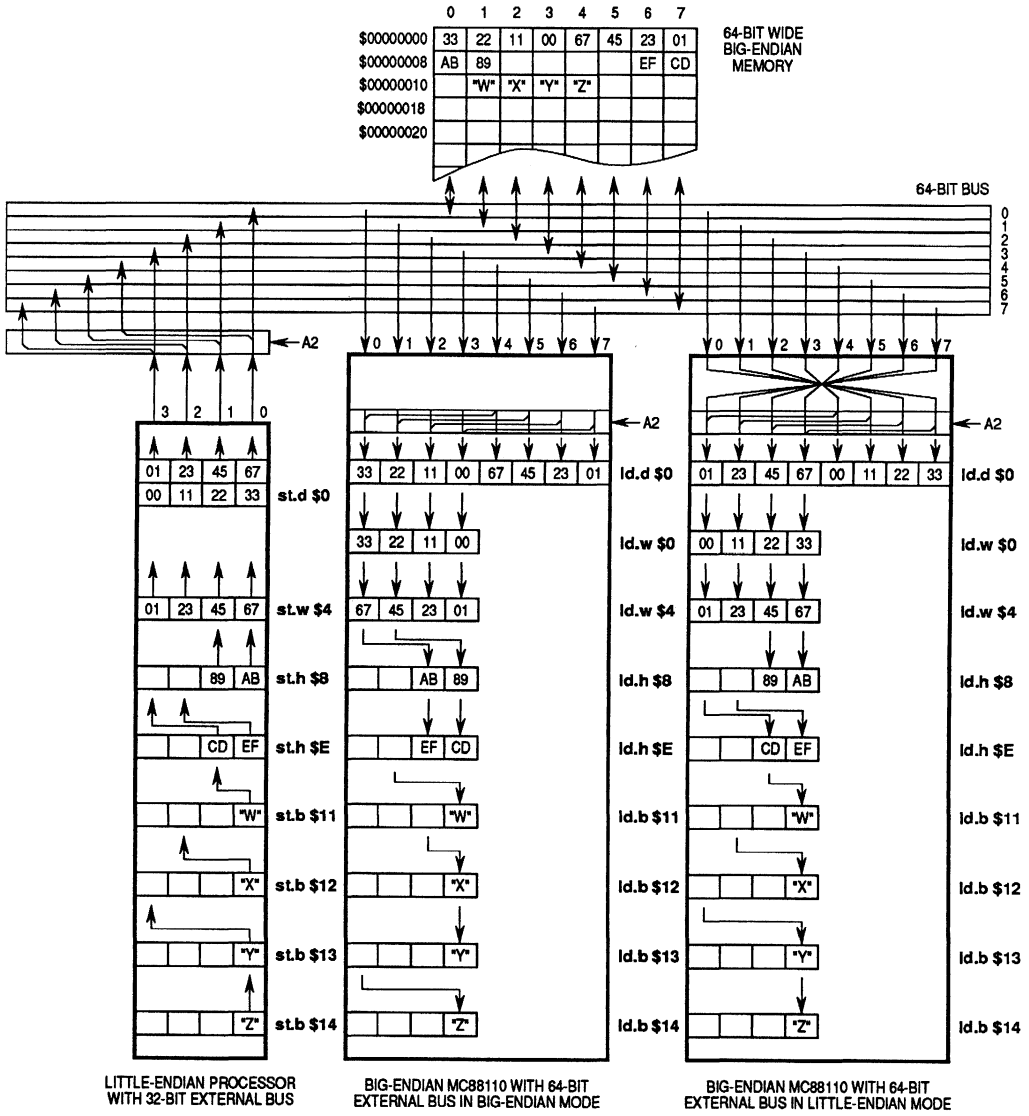 0 1 2 3 4 5 6 7
$00000000 33 22 11 00 67 45 23 01
$00000008 AB 89 EF CD
$00000010 "W" "X" "Y" "Z"
$00000018
$00000020
64-BIT WIDE
BIG-ENDIAN
MEMORY
64-BIT BUS
0
1
2
3
4
5
6
7
A2
3 2 1 0
01 23 45 67
00 11 22 33
st.d $0
01 23 45 67 st.w $4
89 AB st.h $8
CD EF st.h $E
"W" st.b $11
"X" st.b $12
"Y" st.b $13
"Z" st.b $14
LITTLE-ENDIAN PROCESSOR
WITH 32-BIT EXTERNAL BUS
0 1 2 3 4 5 6 7
A2
33 22 11 00 67 45 23 01 ld.d $0
33 22 11 00 ld.w $0
67 45 23 01 ld.w $4
AB 89 ld.h $8
EF CD ld.h $E
"W" ld.b $11
"X" ld.b $12
"Y" ld.b $13
"Z" ld.b $14
BIG-ENDIAN MC88110 WITH 64-BIT
EXTERNAL BUS IN BIG-ENDIAN MODE
0 1 2 3 4 5 6 7
A2
01 23 45 67 00 11 22 33 ld.d $0
00 11 22 33 ld.w $0
01 23 45 67 ld.w $4
89 AB ld.h $8
CD EF ld.h $E
"W" ld.b $11
"X" ld.b $12
"Y" ld.b $13
"Z" ld.b $14
BIG-ENDIAN MC88110 WITH 64-BIT
EXTERNAL BUS IN LITTLE-ENDIAN MODE